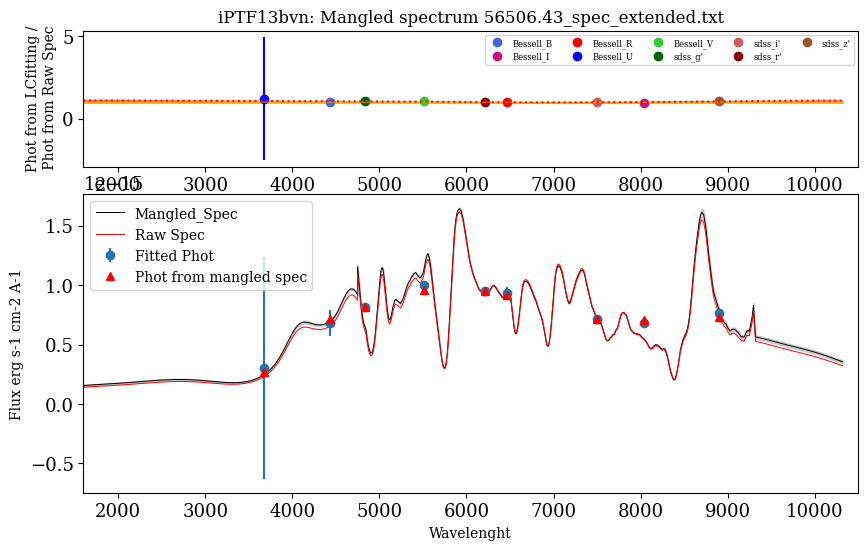 iPTF13bvn: Mangled spectrum 56506.43_spec_extended.txt
Phot from LCfitting /
Phot from Raw Spec
5
0
Bessell_B Bessell_R Bessell_V sdss_i' sdss_z'
Bessell_I Bessell_U sdss_g' sdss_r'
2000 3000 4000 5000 6000 7000 8000 9000 10000
1e−15
Flux erg s-1 cm-2 A-1
1.5
1.0
0.5
0.0
−0.5
Mangled_Spec
Raw Spec
Fitted Phot
Phot from mangled spec
2000 3000 4000 5000 6000 7000 8000 9000 10000
Wavelenght